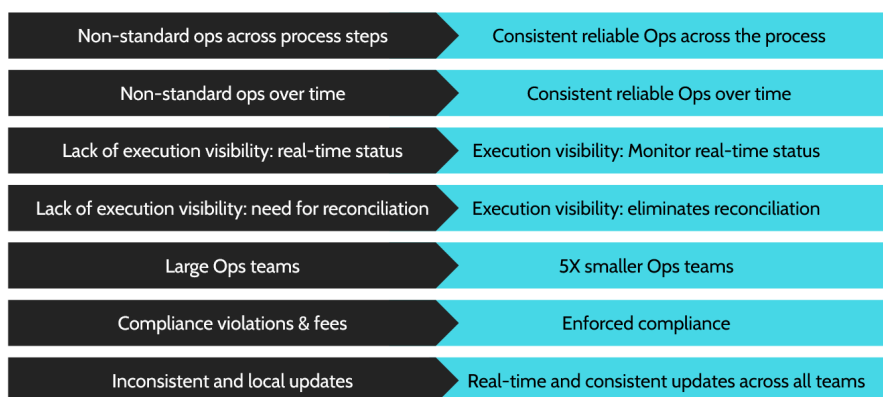 Non-standard ops across process steps
Consistent reliable Ops across the process
Non-standard ops over time
Consistent reliable Ops over time
Lack of execution visibility: real-time status
Execution visibility: Monitor real-time status
Lack of execution visibility: need for reconciliation
Execution visibility: eliminates reconciliation
Large Ops teams
5X smaller Ops teams
Compliance violations & fees
Enforced compliance
Inconsistent and local updates
Real-time and consistent updates across all teams